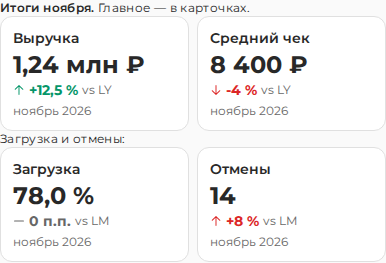 Итоги ноября. Главное — в карточках.
Выручка
1,24 млн ₽
↑ +12,5 % vs LY
ноябрь 2026
Средний чек
8 400 ₽
↓ -4 % vs LY
ноябрь 2026
Загрузка и отмены:
Загрузка
78,0 %
— 0 п.п. vs LM
ноябрь 2026
Отмены
14
↑ +8 % vs LM
ноябрь 2026